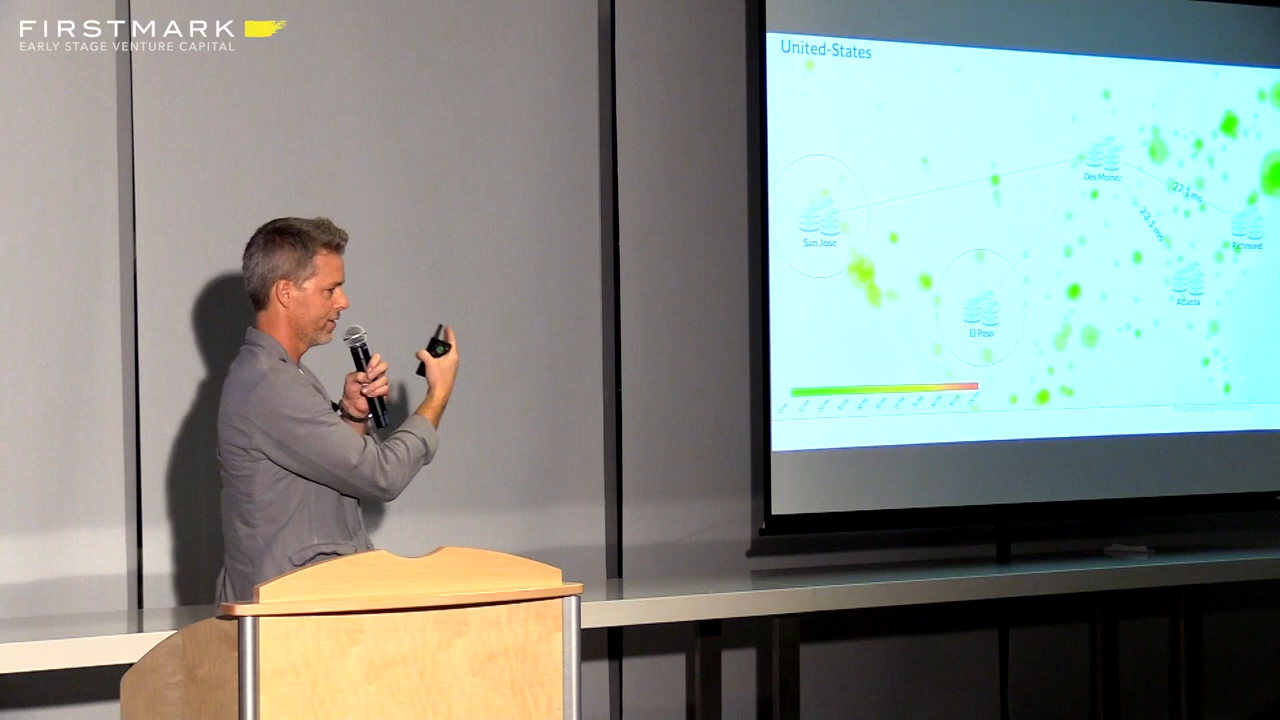 FIRSTMARK
EARLY STAGE VENTURE CAPITAL
United-States
Des Moines
27.1 ms
San Jose
23.1 ms
Richmond
Atlanta
El Paso